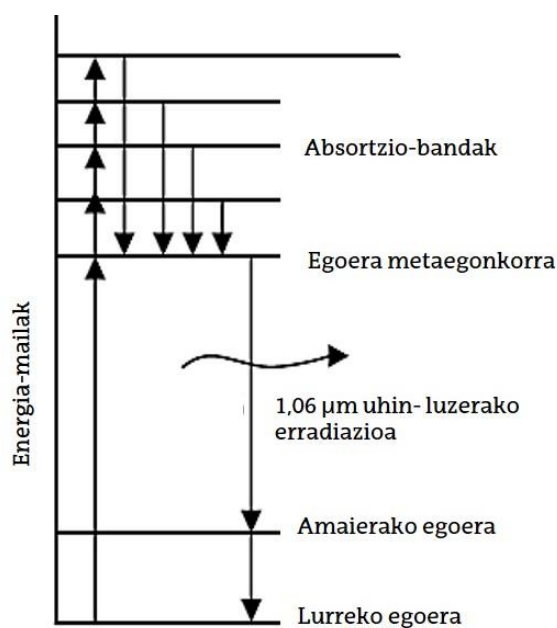 Absortzio-bandak
Egoera metaegonkorra
Energia-mailak
1,06 µm uhin- luzerako
erradiazioa
Amaierako egoera
Lurreko egoera